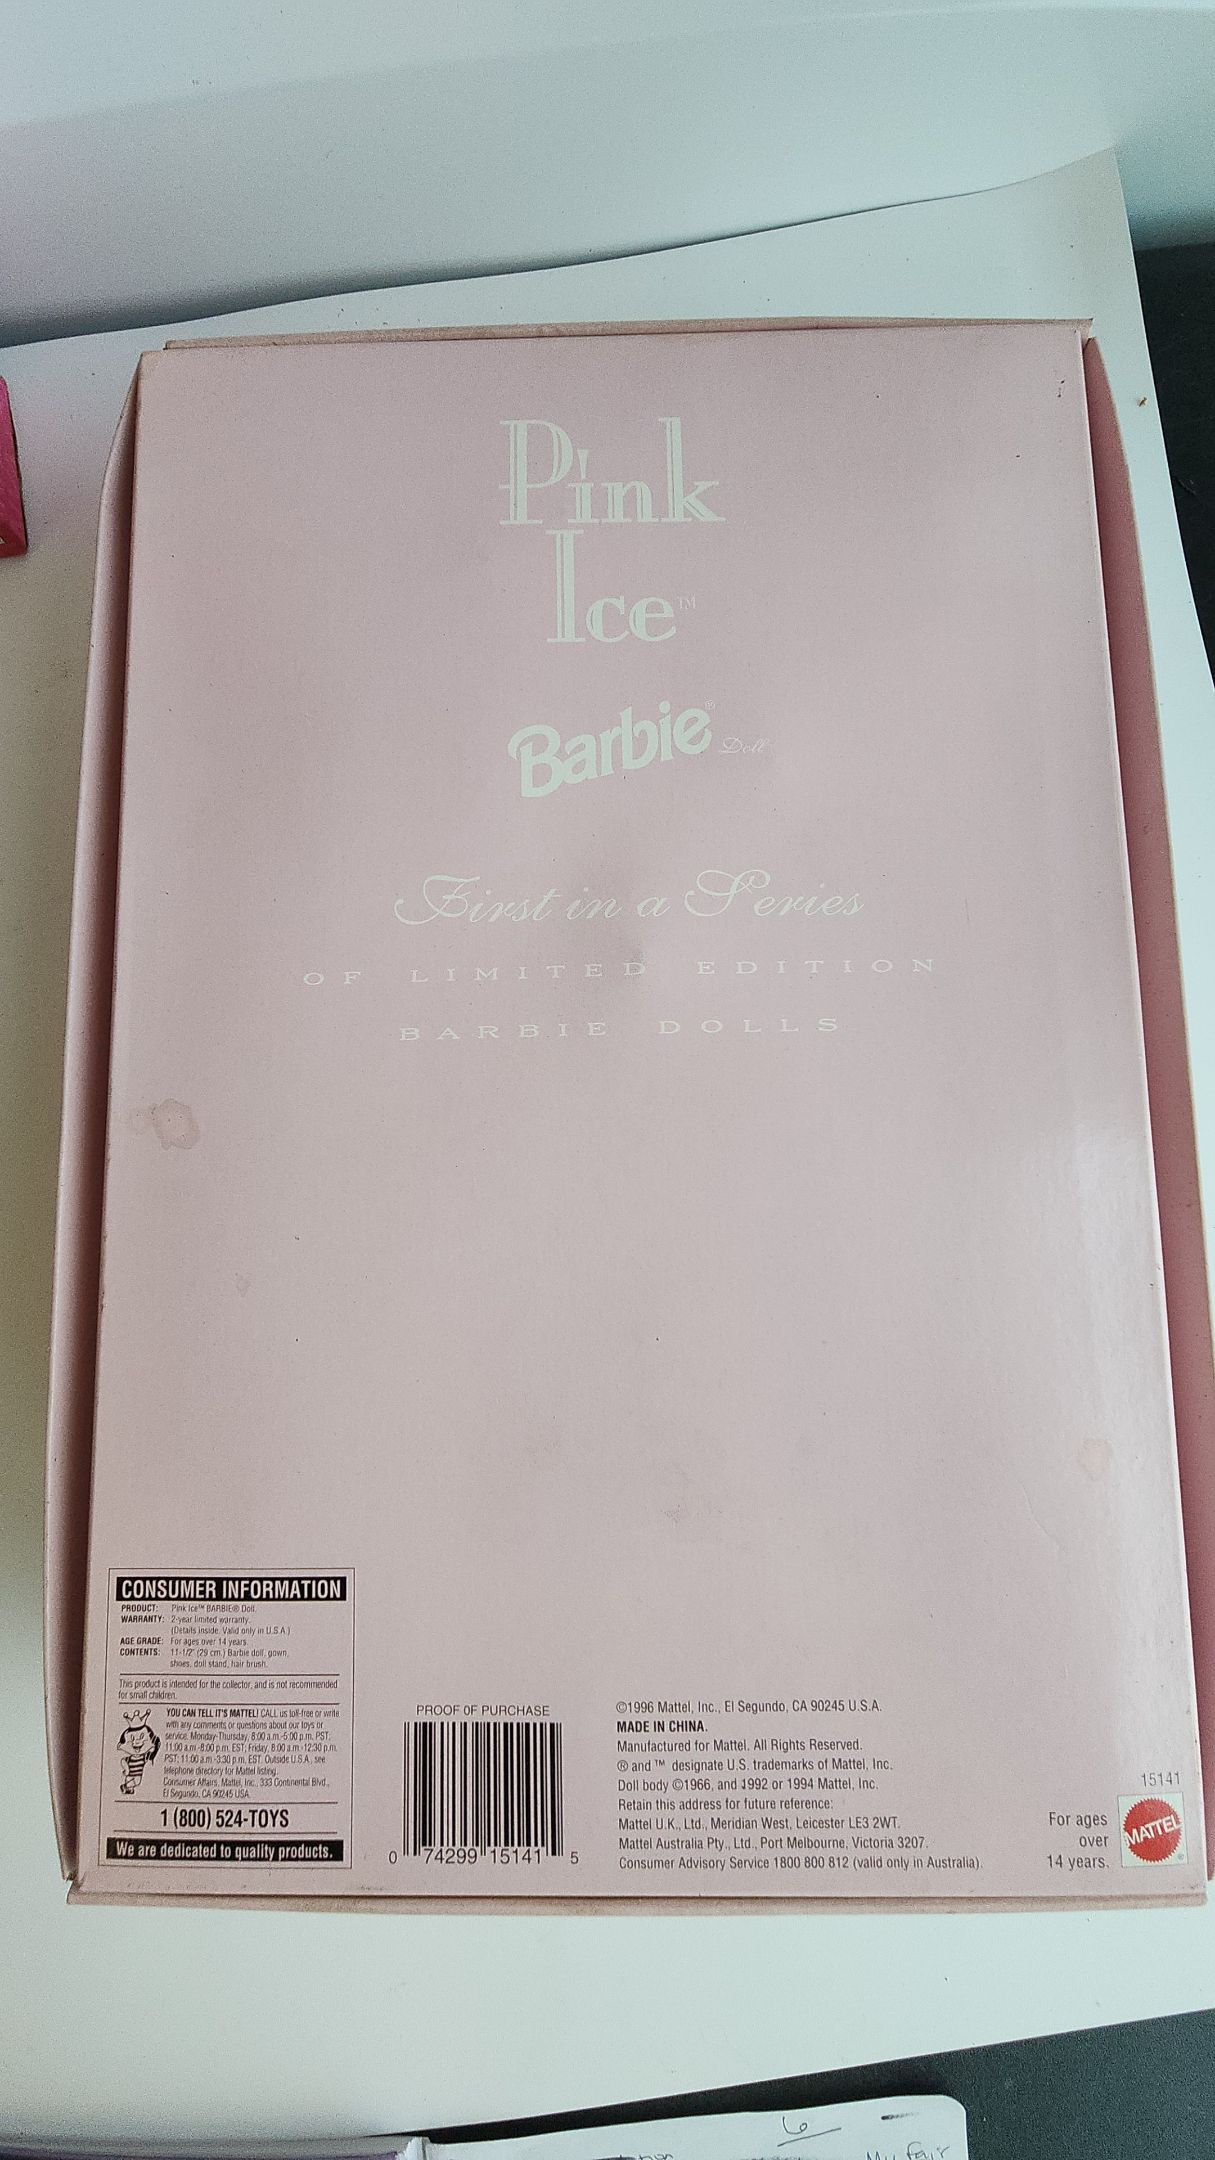 Pink
Ice™
Barbie® Doll
First in a Series
OF LIMITED EDITION
BARBIE DOLLS
CONSUMER INFORMATION
PRODUCT: Pink Ice™ BARBIE® Doll.
WARRANTY: 2-year limited warranty.
(Details inside. Valid only in U.S.A.)
AGE GRADE: For ages over 14 years.
CONTENTS: 11-1/2" (29 cm.) Barbie doll, gown,
shoes, doll stand, hair brush.
This product is intended for the collector, and is not recommended
for small children.
YOU CAN TELL IT'S MATTEL! CALL us toll-free or write
with any comments or questions about our toys or
service. Monday-Thursday, 8:00 a.m.-5:00 p.m. PST;
11:00 a.m.-8:00 p.m. EST; Friday, 8:00 a.m.-12:30 p.m.
PST; 11:00 a.m.-3:30 p.m. EST. Outside U.S.A., see
telephone directory for Mattel listing.
Consumer Affairs, Mattel, Inc., 333 Continental Blvd.,
El Segundo, CA 90245 USA.
1 (800) 524-TOYS
We are dedicated to quality products.
PROOF OF PURCHASE
0 74299 15141 5
©1996 Mattel, Inc., El Segundo, CA 90245 U.S.A.
MADE IN CHINA.
Manufactured for Mattel. All Rights Reserved.
® and ™ designate U.S. trademarks of Mattel, Inc.
Doll body ©1966, and 1992 or 1994 Mattel, Inc.
Retain this address for future reference:
Mattel U.K., Ltd., Meridian West, Leicester LE3 2WT.
Mattel Australia Pty., Ltd., Port Melbourne, Victoria 3207.
Consumer Advisory Service 1800 800 812 (valid only in Australia).
15141
For ages
over
14 years.
MATTEL®
6
My Fair